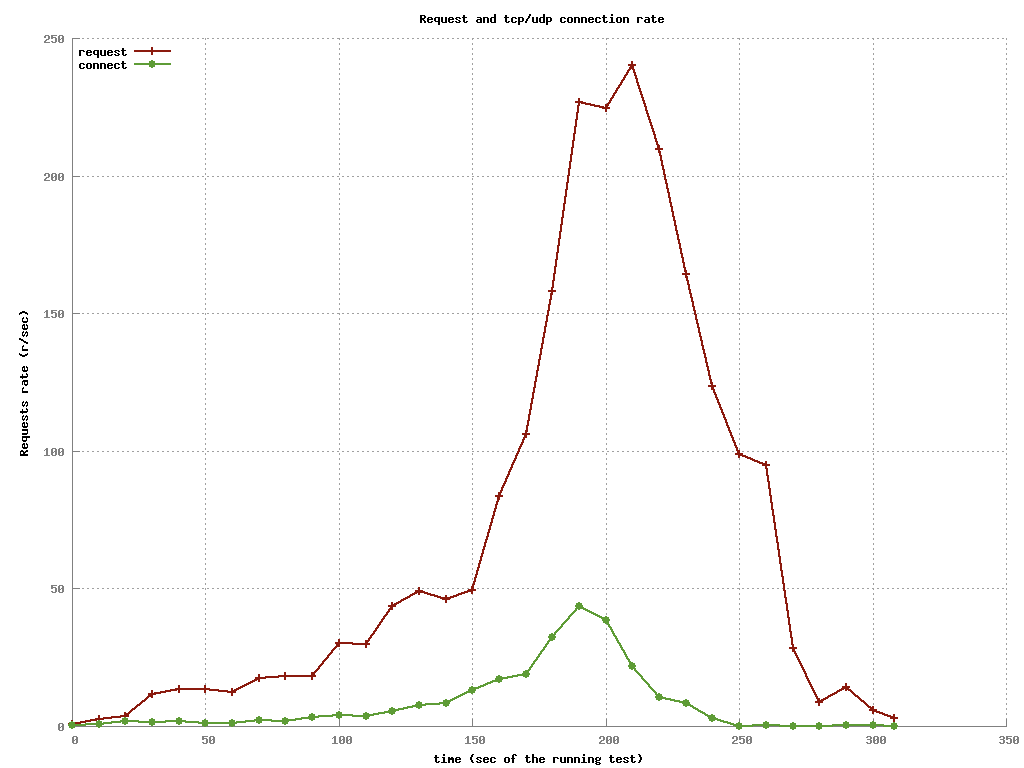 Request and tcp/udp connection rate
250
request
connect
200
150
Requests rate (r/sec)
100
50
0
0 50 100 150 200 250 300 350
time (sec of the running test)